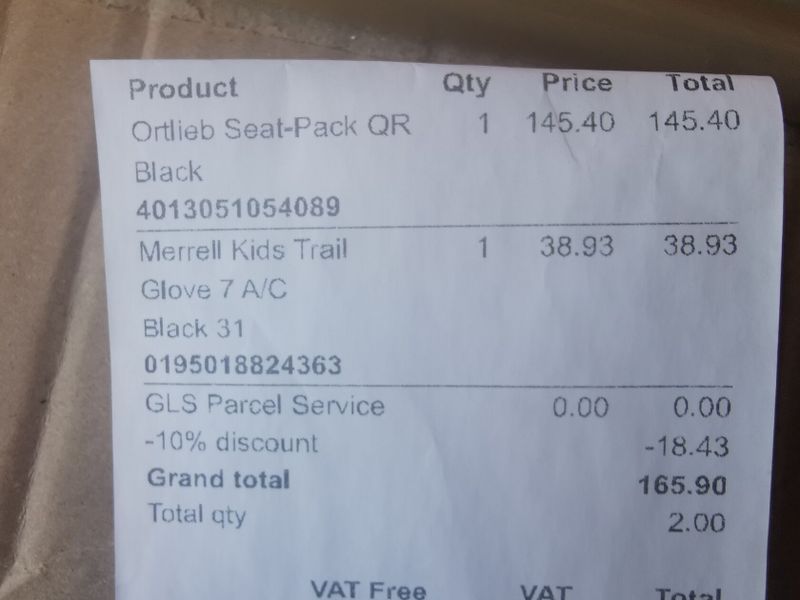 Product Qty Price Total
Ortlieb Seat-Pack QR 1 145.40 145.40
Black
4013051054089
Merrell Kids Trail 1 38.93 38.93
Glove 7 A/C
Black 31
0195018824363
GLS Parcel Service 0.00 0.00
-10% discount -18.43
Grand total 165.90
Total qty 2.00
VAT Free VAT Total